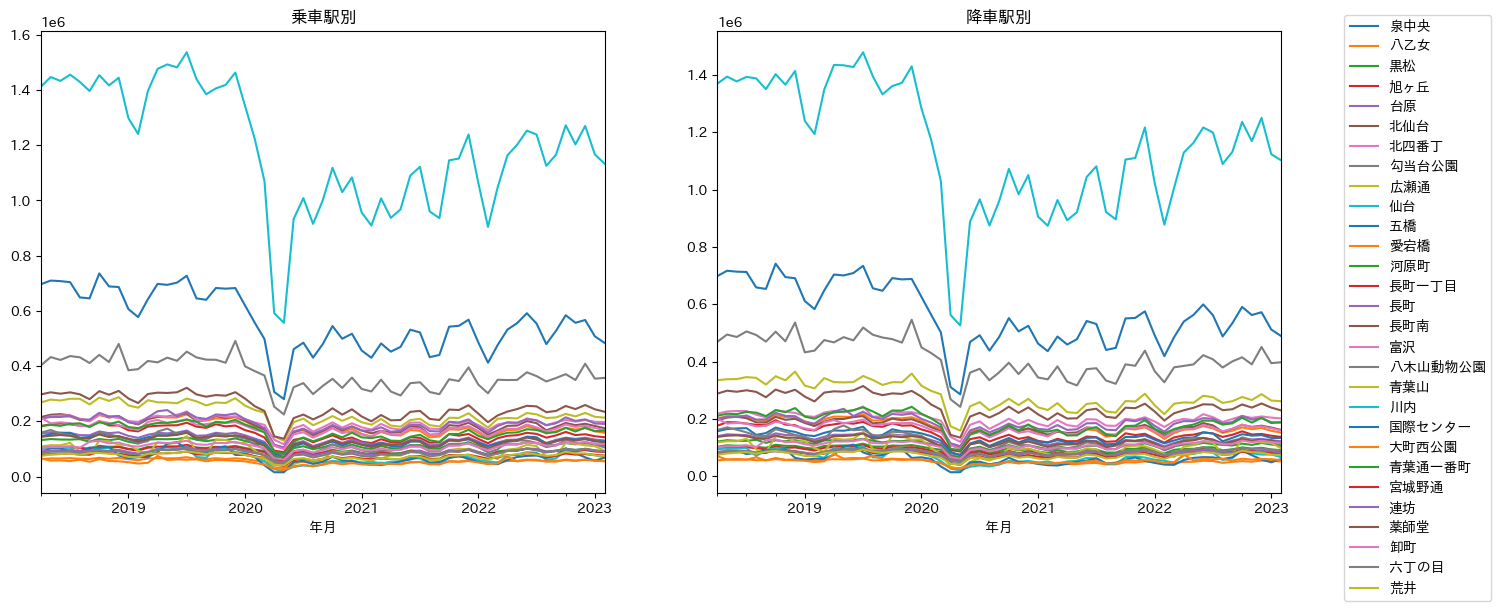 乗車駅別
1e6
1.6
1.4
1.2
1.0
0.8
0.6
0.4
0.2
0.0
2019
2020
2021
2022
2023
年月
降車駅別
1e6
1.4
1.2
1.0
0.8
0.6
0.4
0.2
0.0
2019
2020
2021
2022
2023
年月
泉中央
八乙女
黒松
旭ヶ丘
台原
北仙台
北四番丁
勾当台公園
広瀬通
仙台
五橋
愛宕橋
河原町
長町一丁目
長町
長町南
富沢
八木山動物公園
青葉山
川内
国際センター
大町西公園
青葉通一番町
宮城野通
連坊
薬師堂
卸町
六丁の目
荒井